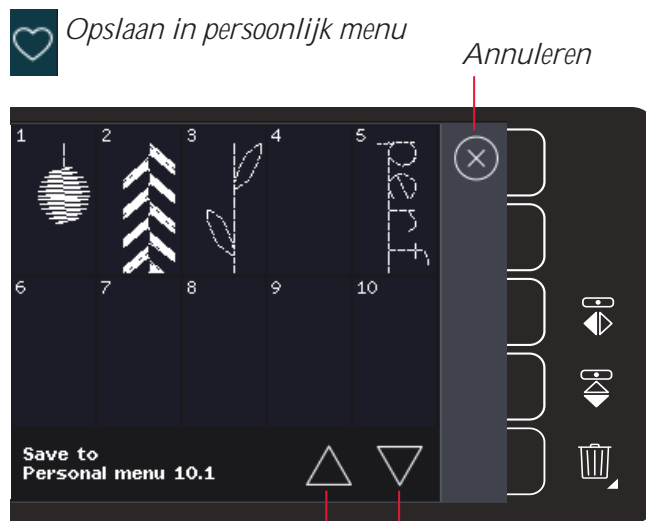 Opslaan in persoonlijk menu
Annuleren
1 2 3 4 5
perf
6 7 8 9 10
Save to
Personal menu 10.1